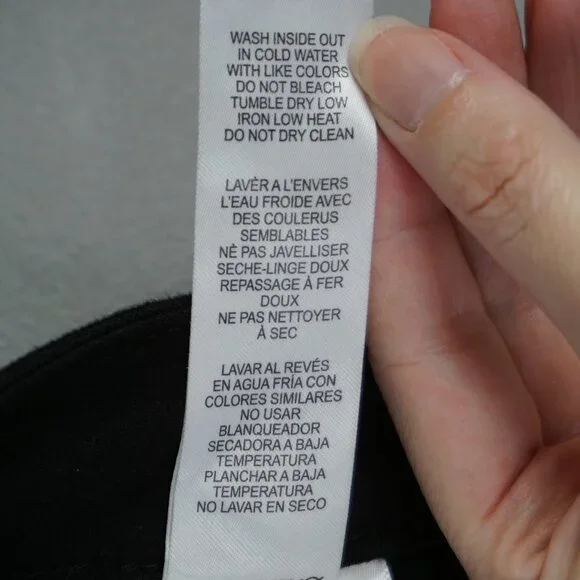 WASH INSIDE OUT
IN COLD WATER
WITH LIKE COLORS
DO NOT BLEACH
TUMBLE DRY LOW
IRON LOW HEAT
DO NOT DRY CLEAN
LAVÈR A L'ENVERS
L'EAU FROIDE AVEC
DES COULERUS
SEMBLABLES
NÈ PAS JAVELLISER
SECHE-LINGE DOUX
REPASSAGE À FER
DOUX
NE PAS NETTOYER
À SEC
LAVAR AL REVÉS
EN AGUA FRÍA CON
COLORES SIMILARES
NO USAR
BLANQUEADOR
SECADORA A BAJA
TEMPERATURA
PLANCHAR A BAJA
TEMPERATURA
NO LAVAR EN SECO